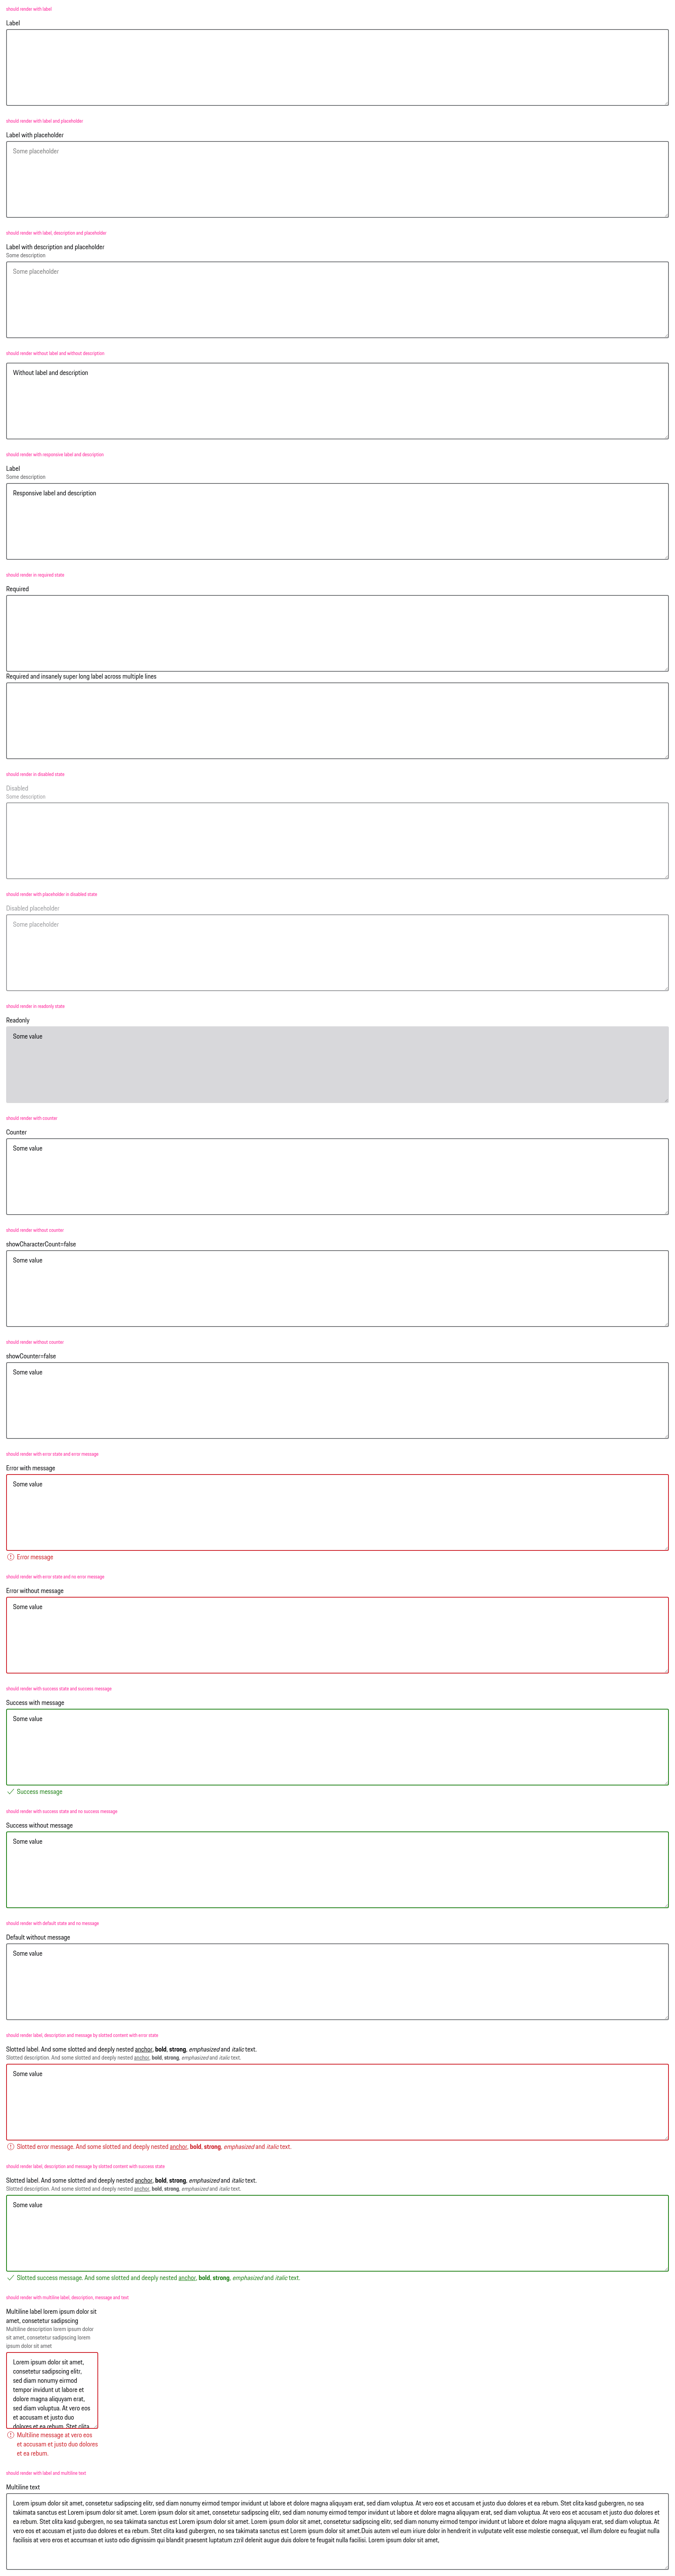 should render with label
Label
should render with label and placeholder
Label with placeholder
Some placeholder
should render with label, description and placeholder
Label with description and placeholder
Some description
Some placeholder
should render without label and without description
Without label and description
should render with responsive label and description
Label
Some description
Responsive label and description
should render in required state
Required
Required and insanely super long label across multiple lines
should render in disabled state
Disabled
Some description
should render with placeholder in disabled state
Disabled placeholder
Some placeholder
should render in readonly state
Readonly
Some value
should render with counter
Counter
Some value
should render without counter
showCharacterCount=false
Some value
should render without counter
showCounter=false
Some value
should render with error state and error message
Error with message
Some value
Error message
should render with error state and no error message
Error without message
Some value
should render with success state and success message
Success with message
Some value
Success message
should render with success state and no success message
Success without message
Some value
should render with default state and no message
Default without message
Some value
should render label, description and message by slotted content with error state
Slotted label. And some slotted and deeply nested anchor, bold, strong, emphasized and italic text.
Slotted description. And some slotted and deeply nested anchor, bold, strong, emphasized and italic text.
Some value
Slotted error message. And some slotted and deeply nested anchor, bold, strong, emphasized and italic text.
should render label, description and message by slotted content with success state
Slotted label. And some slotted and deeply nested anchor, bold, strong, emphasized and italic text.
Slotted description. And some slotted and deeply nested anchor, bold, strong, emphasized and italic text.
Some value
Slotted success message. And some slotted and deeply nested anchor, bold, strong, emphasized and italic text.
should render with multiline label, description, message and text
Multiline label lorem ipsum dolor sit
amet, consetetur sadipscing
Multiline description lorem ipsum dolor
sit amet, consetetur sadipscing lorem
ipsum dolor sit amet
Lorem ipsum dolor sit amet,
consetetur sadipscing elitr,
sed diam nonumy eirmod
tempor invidunt ut labore et
dolore magna aliquyam erat,
sed diam voluptua. At vero eos
et accusam et justo duo
dolores et ea rebum. Stet clita
Multiline message at vero eos
et accusam et justo duo dolores
et ea rebum.
should render with label and multiline text
Multiline text
Lorem ipsum dolor sit amet, consetetur sadipscing elitr, sed diam nonumy eirmod tempor invidunt ut labore et dolore magna aliquyam erat, sed diam voluptua. At vero eos et accusam et justo duo dolores et ea rebum. Stet clita kasd gubergren, no sea
takimata sanctus est Lorem ipsum dolor sit amet. Lorem ipsum dolor sit amet, consetetur sadipscing elitr, sed diam nonumy eirmod tempor invidunt ut labore et dolore magna aliquyam erat, sed diam voluptua. At vero eos et accusam et justo duo dolores et
ea rebum. Stet clita kasd gubergren, no sea takimata sanctus est Lorem ipsum dolor sit amet. Lorem ipsum dolor sit amet, consetetur sadipscing elitr, sed diam nonumy eirmod tempor invidunt ut labore et dolore magna aliquyam erat, sed diam voluptua. At
vero eos et accusam et justo duo dolores et ea rebum. Stet clita kasd gubergren, no sea takimata sanctus est Lorem ipsum dolor sit amet.Duis autem vel eum iriure dolor in hendrerit in vulputate velit esse molestie consequat, vel illum dolore eu feugiat nulla
facilisis at vero eros et accumsan et iusto odio dignissim qui blandit praesent luptatum zzril delenit augue duis dolore te feugait nulla facilisi. Lorem ipsum dolor sit amet,